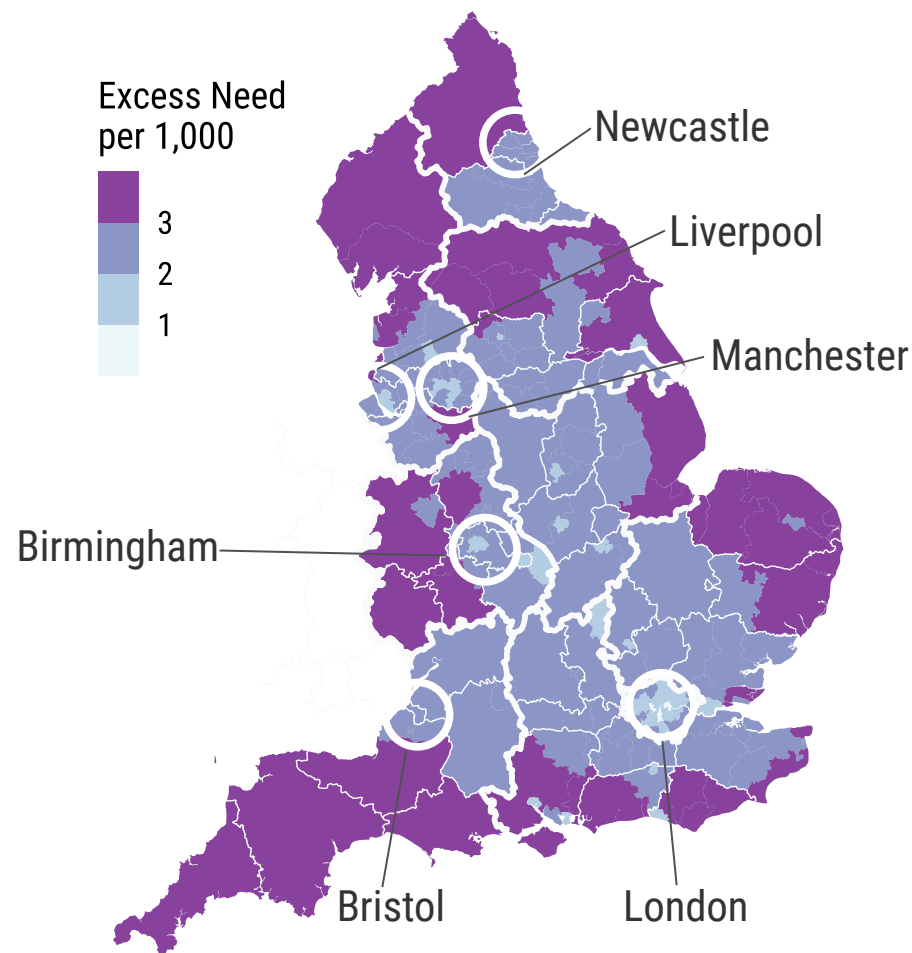 Excess Need
per 1,000
3
2
1
Newcastle
Liverpool
Manchester
Birmingham
Bristol
London